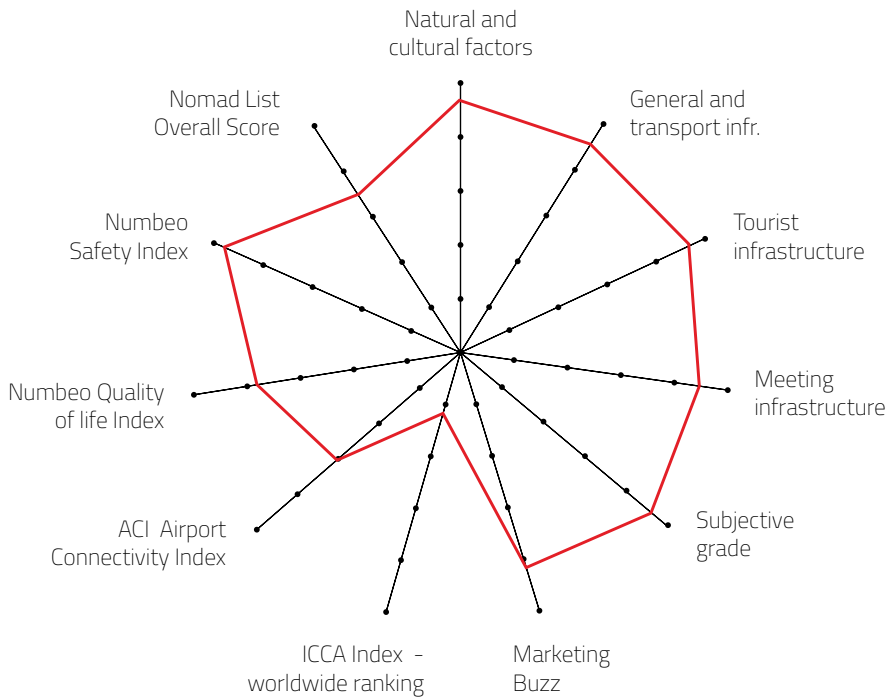 Natural and
cultural factors
General and
transport infr.
Tourist
infrastructure
Meeting
infrastructure
Subjective
grade
Marketing
Buzz
ICCA Index -
worldwide ranking
ACI Airport
Connectivity Index
Numbeo Quality
of life Index
Numbeo
Safety Index
Nomad List
Overall Score